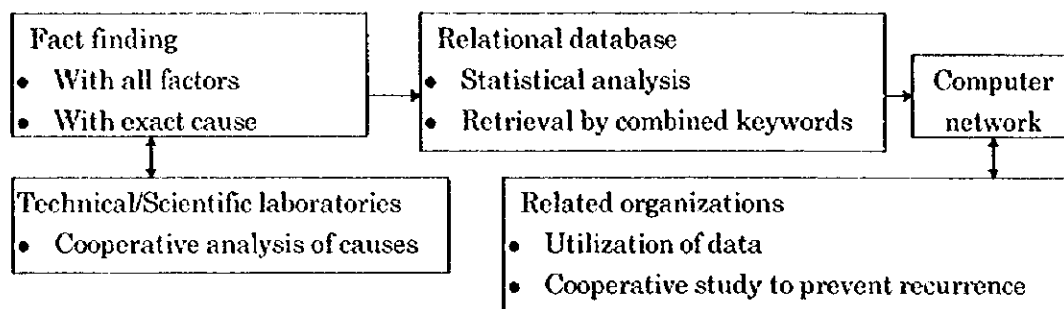 Fact finding
• With all factors
• With exact cause
Relational database
• Statistical analysis
• Retrieval by combined keywords
Computer
network
Technical/Scientific laboratories
• Cooperative analysis of causes
Related organizations
• Utilization of data
• Cooperative study to prevent recurrence